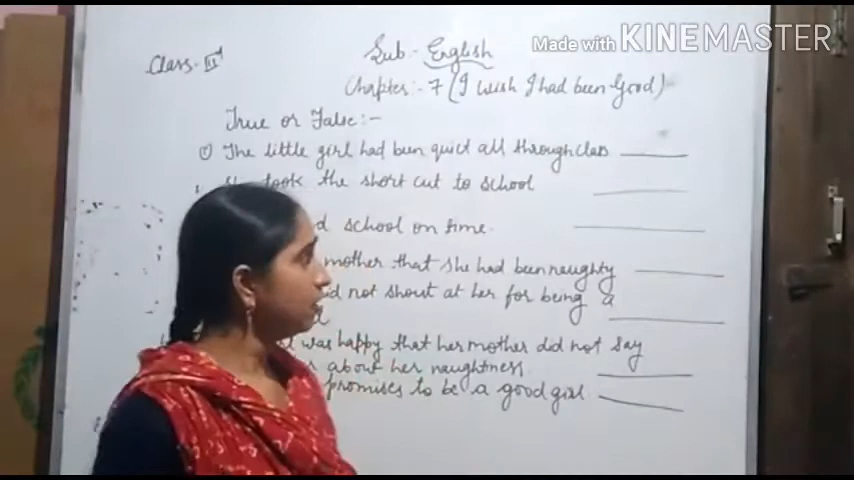 Made with KINEMASTER
Sub - English
Class - II
Chapter :- 7 (I wish I had been Good)
True or False :-
The little girl had been quiet all through class
took the short cut to school
school on time.
mother that she had been naughty
not shout at her for being a
was happy that her mother did not say
about her naughtness.
promises to be a good girl